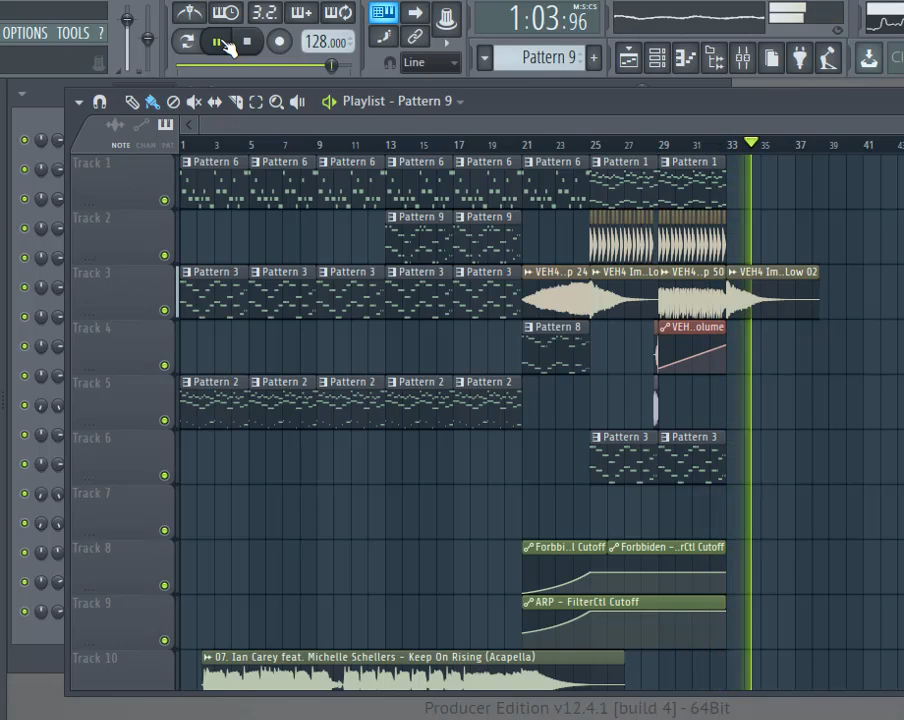 OPTIONS TOOLS ?
3.2.
128.000
Line
1:03:96
M:S:CS
Pattern 9
+
Playlist - Pattern 9
NOTE CHAN PAT
1 3 5 7 9 11 13 15 17 19 21 23 25 27 29 31 33 35 37 39 41 43
Track 1
Pattern 6 Pattern 6 Pattern 6 Pattern 6 Pattern 6 Pattern 6 Pattern 1 Pattern 1
Track 2
Pattern 9 Pattern 9
Track 3
Pattern 3 Pattern 3 Pattern 3 Pattern 3 Pattern 3 VEH4..p 24 VEH4 Im..Lo VEH4..p 50 VEH4 Im..Low 02
Track 4
Pattern 8 VEH..olume
Track 5
Pattern 2 Pattern 2 Pattern 2 Pattern 2 Pattern 2
Track 6
Pattern 3 Pattern 3
Track 7
Track 8
Forbbi..l Cutoff Forbbiden -..rCtl Cutoff
Track 9
ARP - FilterCtl Cutoff
Track 10
07. Ian Carey feat. Michelle Schellers - Keep On Rising (Acapella)
Producer Edition v12.4.1 [build 4] - 64Bit